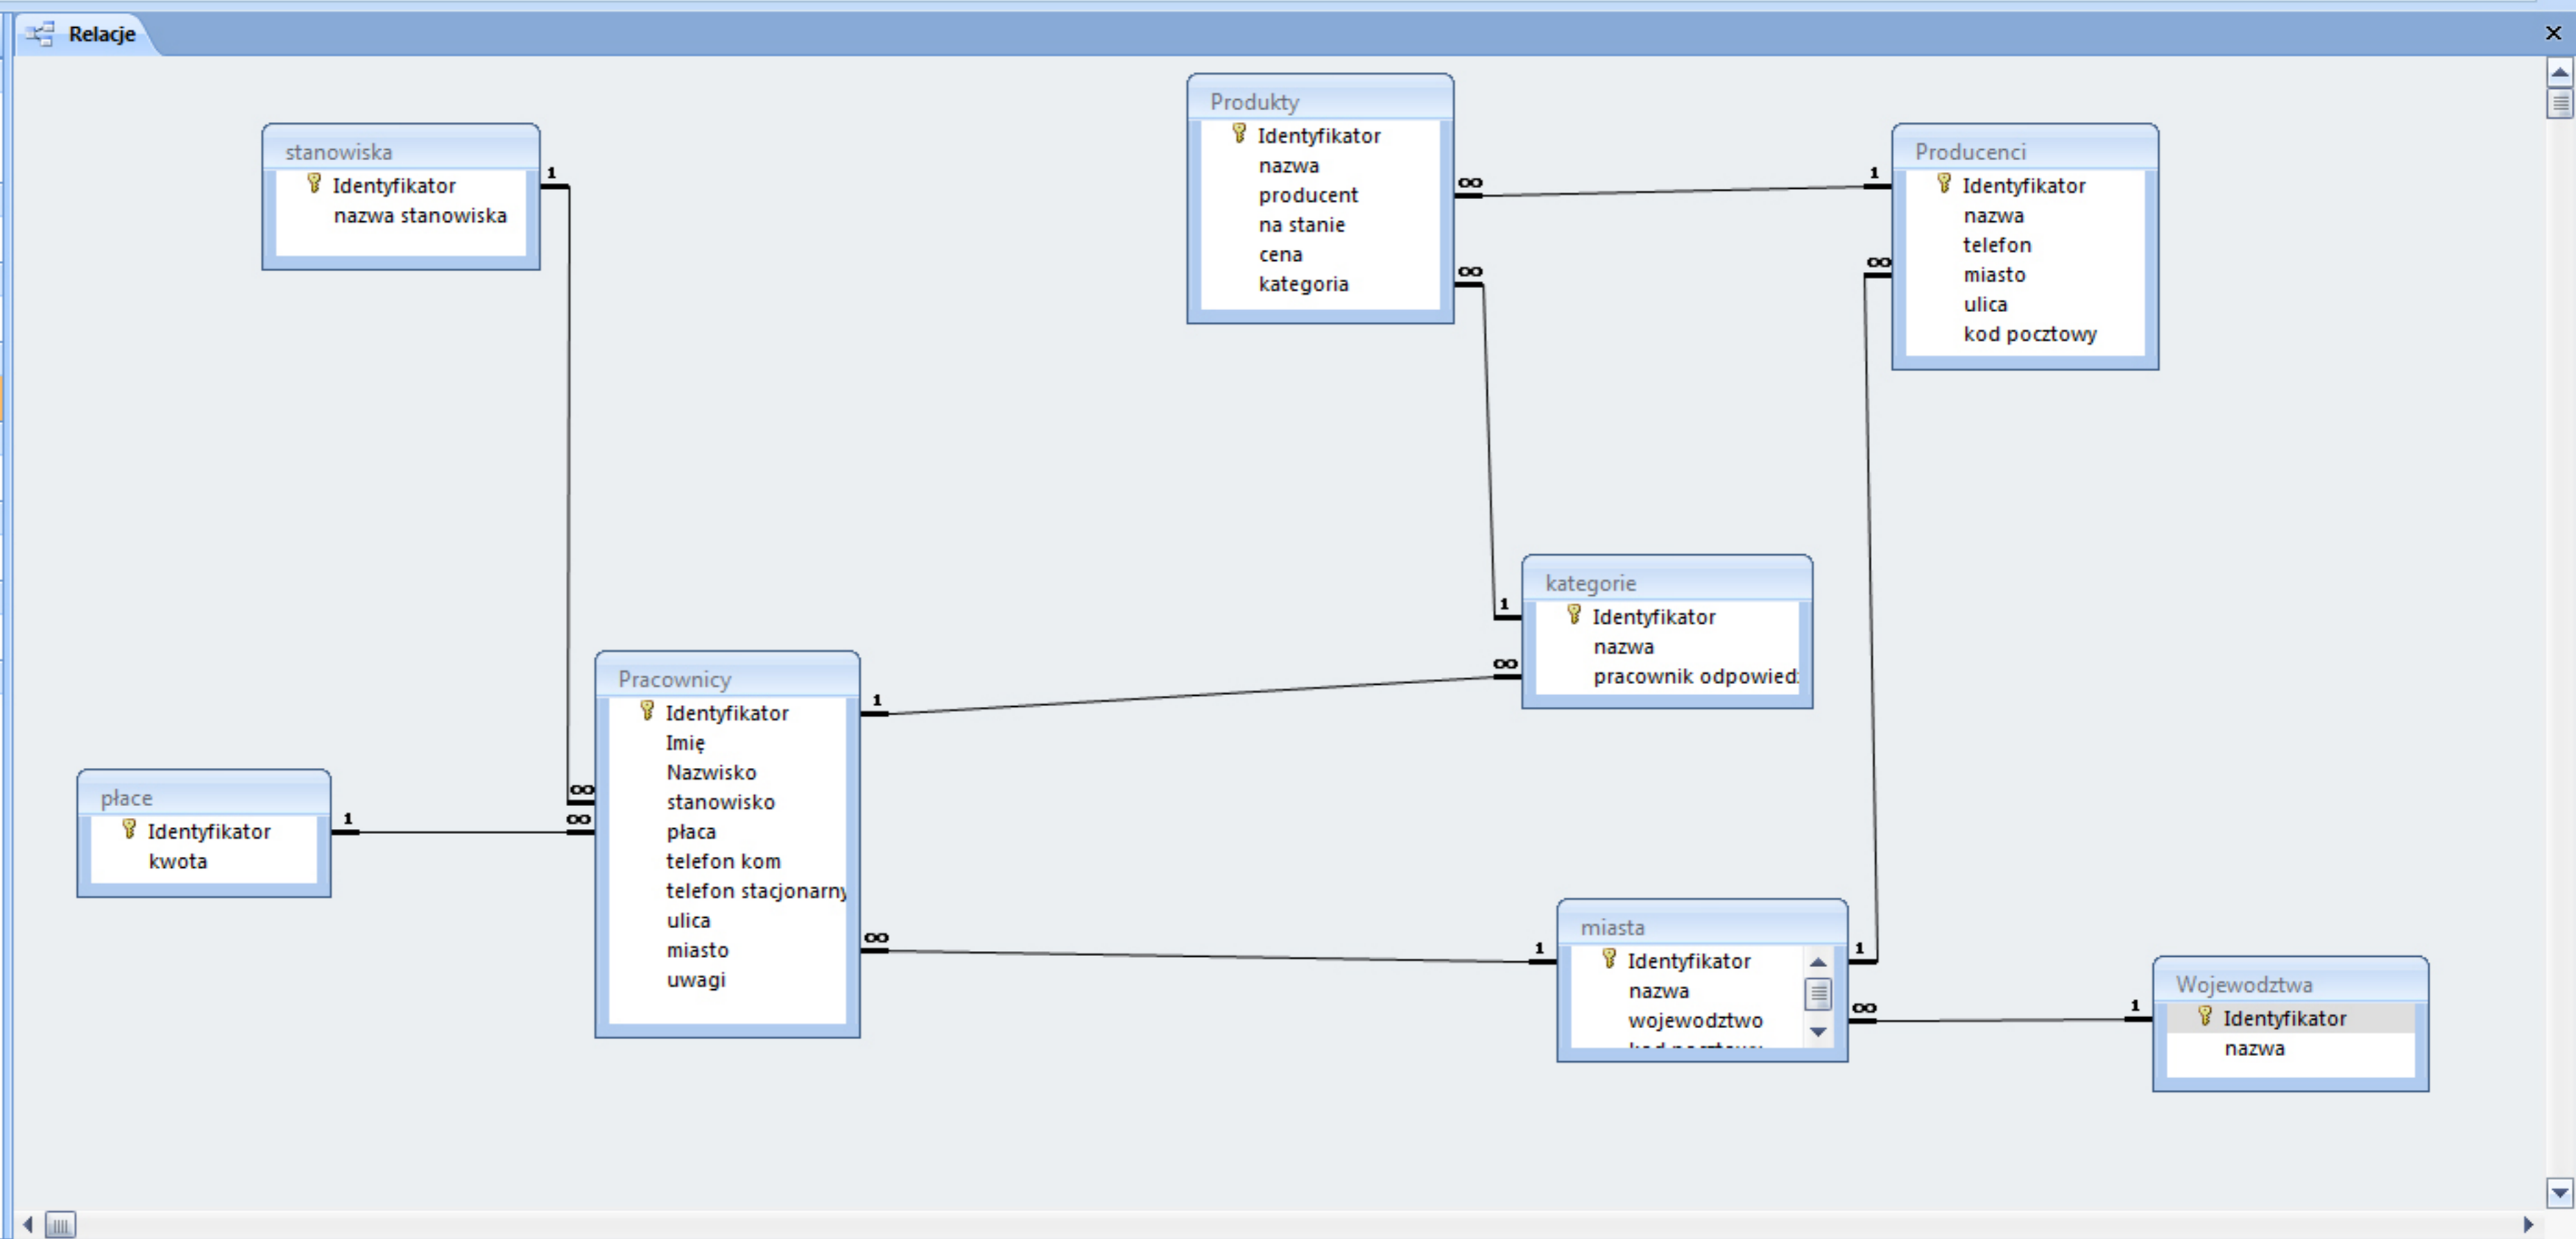 Relacje
stanowiska
Identyfikator
nazwa stanowiska
1
Produkty
Identyfikator
nazwa
producent
na stanie
cena
kategoria
∞
∞
Producenci
Identyfikator
nazwa
telefon
miasto
ulica
kod pocztowy
1
∞
kategorie
Identyfikator
nazwa
pracownik odpowied
1
∞
Pracownicy
Identyfikator
Imię
Nazwisko
stanowisko
płaca
telefon kom
telefon stacjonarny
ulica
miasto
uwagi
1
∞
∞
∞
płace
Identyfikator
kwota
1
miasta
Identyfikator
nazwa
wojewodztwo
1
1
∞
Wojewodztwa
Identyfikator
nazwa
1